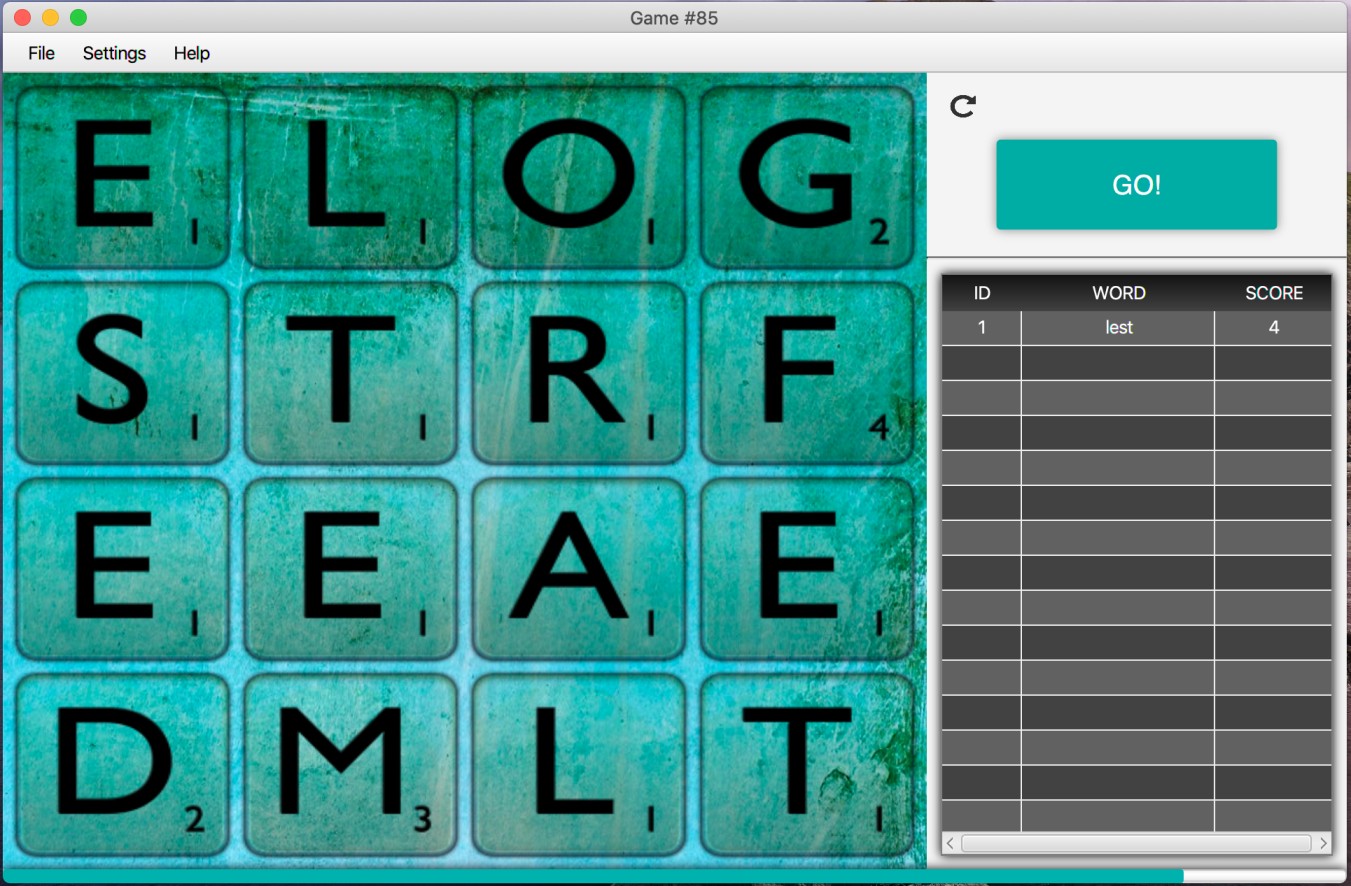 Game #85
File Settings Help
E 1 L 1 O 1 G 2
S 1 T 1 R 1 F 4
E 1 E 1 A 1 E 1
D 2 M 3 L 1 T 1
GO!
ID WORD SCORE
1 lest 4